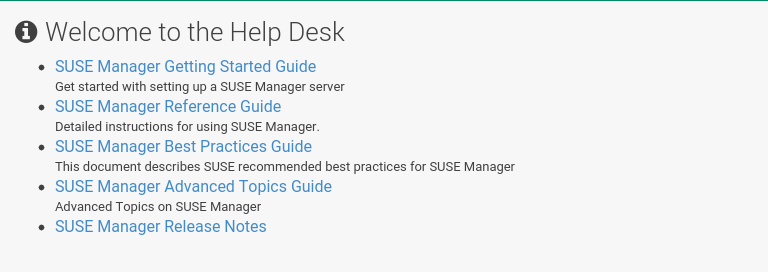 Welcome to the Help Desk
SUSE Manager Getting Started Guide
Get started with setting up a SUSE Manager server
SUSE Manager Reference Guide
Detailed instructions for using SUSE Manager.
SUSE Manager Best Practices Guide
This document describes SUSE recommended best practices for SUSE Manager
SUSE Manager Advanced Topics Guide
Advanced Topics on SUSE Manager
SUSE Manager Release Notes